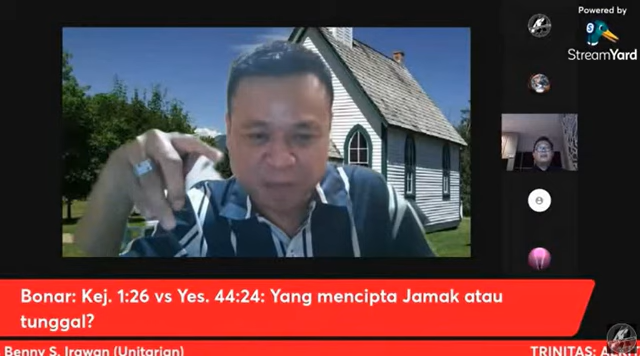 Powered by
StreamYard
Bonar: Kej. 1:26 vs Yes. 44:24: Yang mencipta Jamak atau
tunggal?
Benny S. Irawan (Unitarian)
TRINITAS: